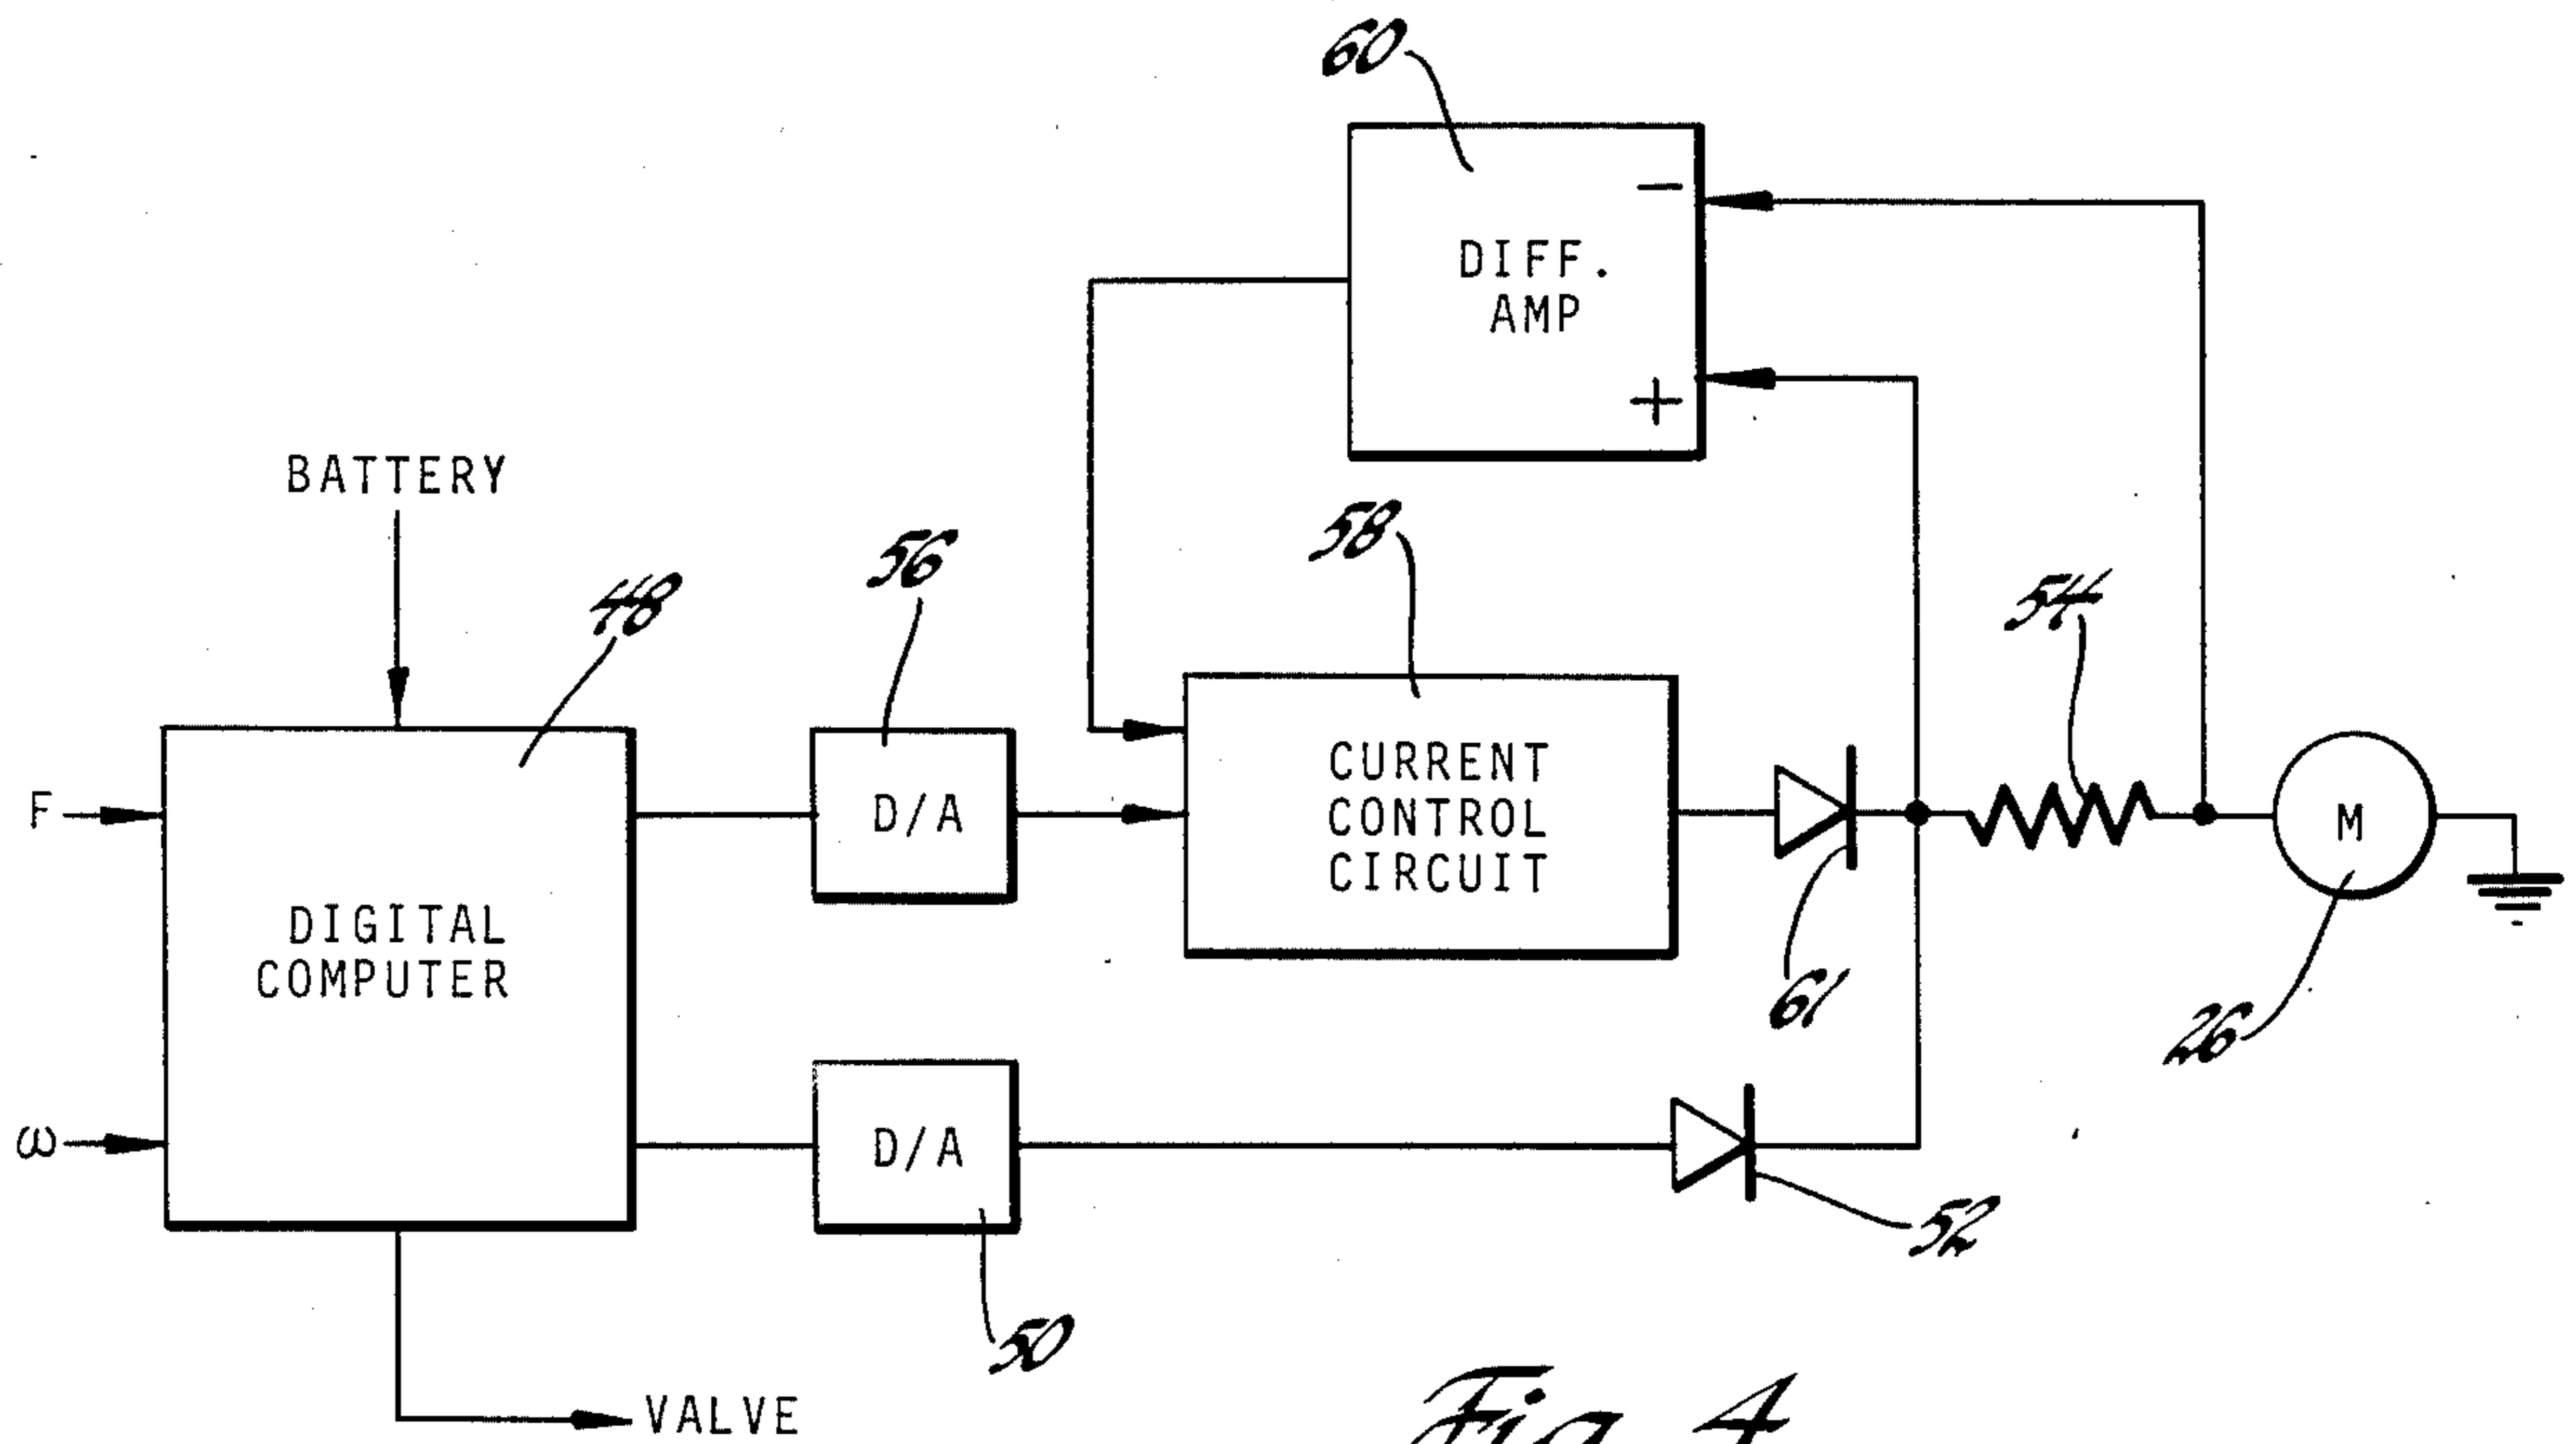 60
−
DIFF.
AMP
+
BATTERY
48
56
58
54
F
D/A
CURRENT
CONTROL
CIRCUIT
M
DIGITAL
COMPUTER
61
26
ω
D/A
52
50
VALVE
Fig 4